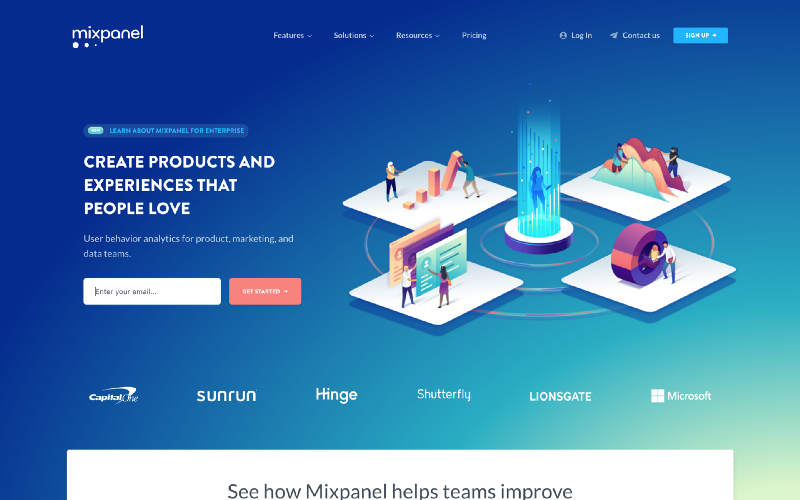 mixpanel
Features
Solutions
Resources
Pricing
Log In
Contact us
SIGN UP
NEW LEARN ABOUT MIXPANEL FOR ENTERPRISE
CREATE PRODUCTS AND
EXPERIENCES THAT
PEOPLE LOVE
User behavior analytics for product, marketing, and
data teams.
Enter your email...
GET STARTED
CapitalOne
sunrun
Hinge
Shutterfly
LIONSGATE
Microsoft
See how Mixpanel helps teams improve